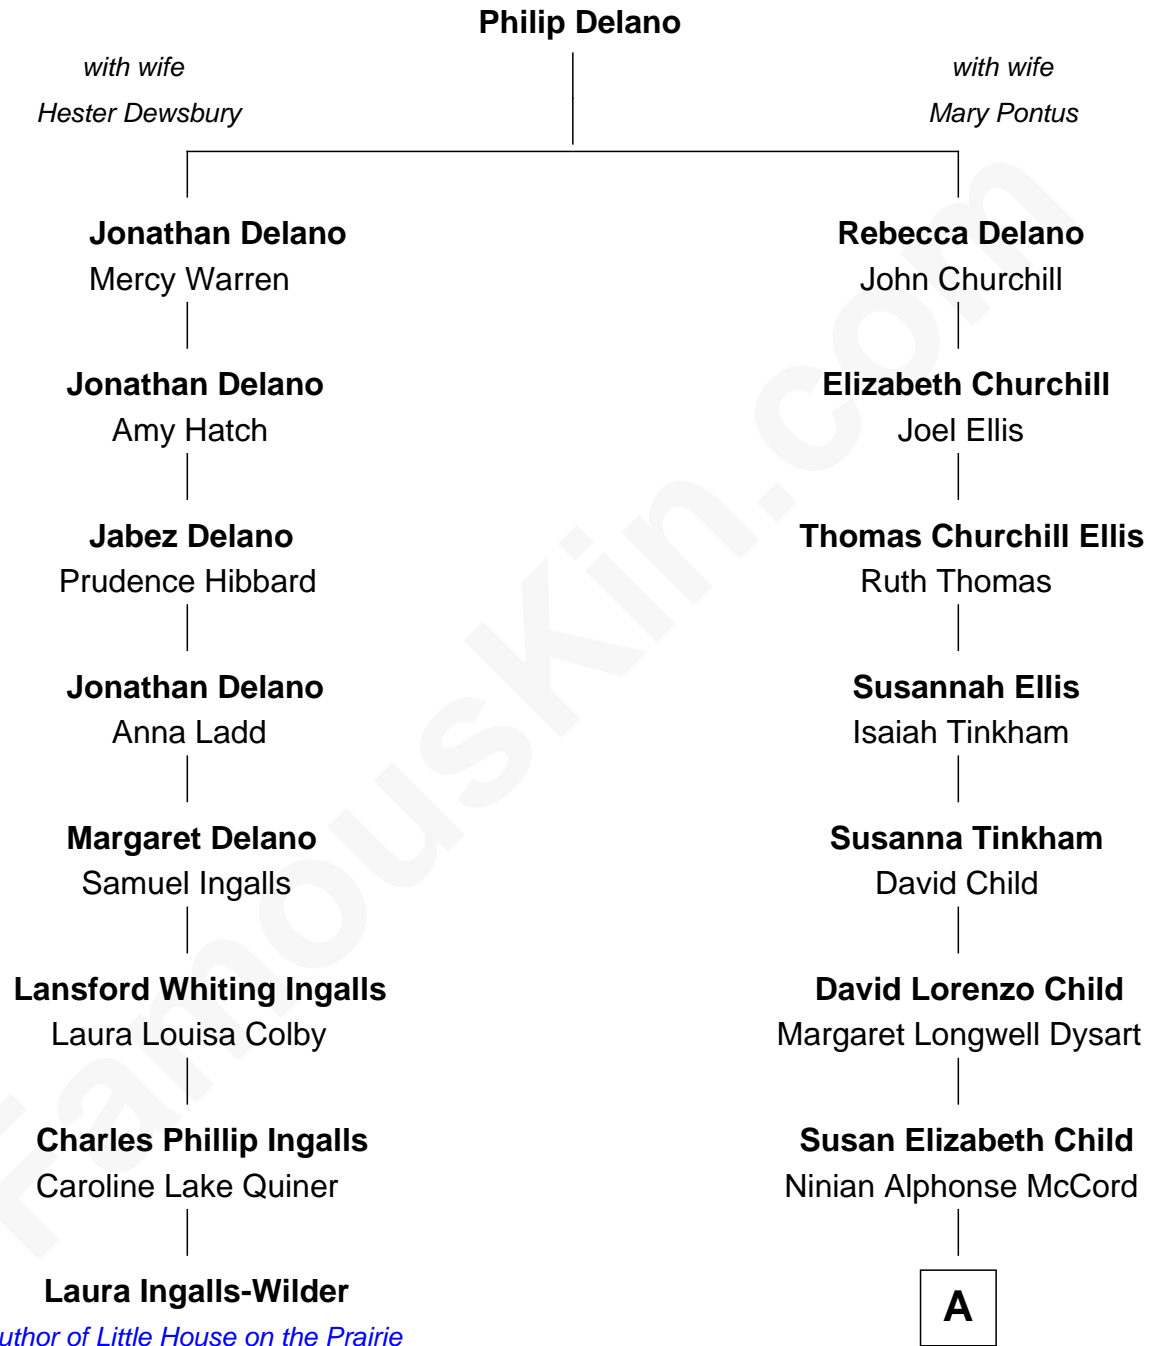 Philip Delano
with wife
Hester Dewsbury
with wife
Mary Pontus
Jonathan Delano
Mercy Warren
Rebecca Delano
John Churchill
Jonathan Delano
Amy Hatch
Elizabeth Churchill
Joel Ellis
Jabez Delano
Prudence Hibbard
Thomas Churchill Ellis
Ruth Thomas
Jonathan Delano
Anna Ladd
Susannah Ellis
Isaiah Tinkham
Margaret Delano
Samuel Ingalls
Susanna Tinkham
David Child
Lansford Whiting Ingalls
Laura Louisa Colby
David Lorenzo Child
Margaret Longwell Dysart
Charles Phillip Ingalls
Caroline Lake Quiner
Susan Elizabeth Child
Ninian Alphonse McCord
Laura Ingalls-Wilder
uthor of Little House on the Prairie
A
FamousKin.com